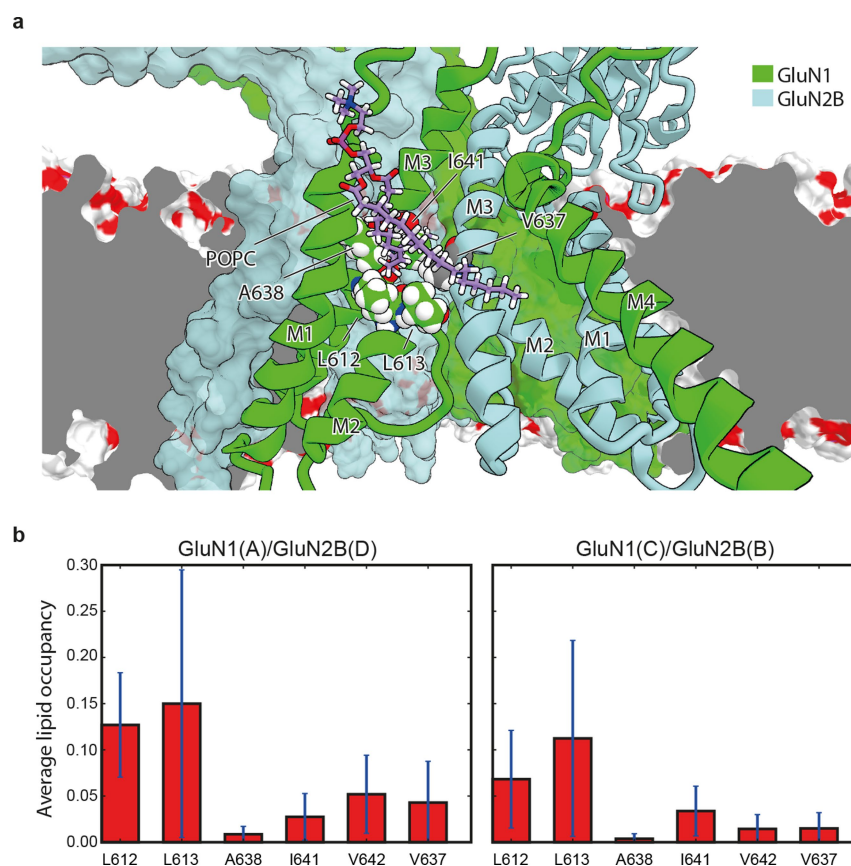 a
GluN1
GluN2B
M3
I641
M3
V637
POPC
A638
M4
M1
L612
L613
M2
M1
M2
b
GluN1(A)/GluN2B(D)
GluN1(C)/GluN2B(B)
Average lipid occupancy
0.30
0.25
0.20
0.15
0.10
0.05
0.00
L612 L613 A638 I641 V642 V637
L612 L613 A638 I641 V642 V637